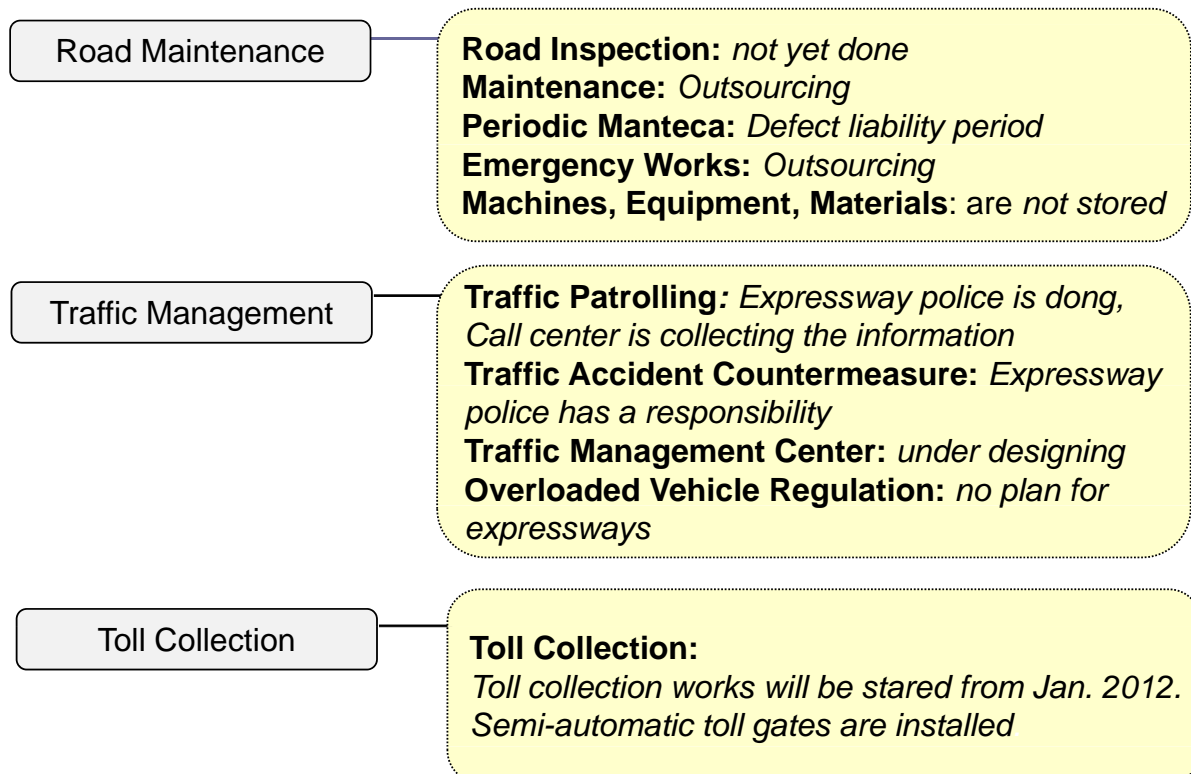 Road Maintenance
Road Inspection: not yet done
Maintenance: Outsourcing
Periodic Manteca: Defect liability period
Emergency Works: Outsourcing
Machines, Equipment, Materials: are not stored
Traffic Management
Traffic Patrolling: Expressway police is dong,
Call center is collecting the information
Traffic Accident Countermeasure: Expressway
police has a responsibility
Traffic Management Center: under designing
Overloaded Vehicle Regulation: no plan for
expressways
Toll Collection
Toll Collection:
Toll collection works will be stared from Jan. 2012.
Semi-automatic toll gates are installed